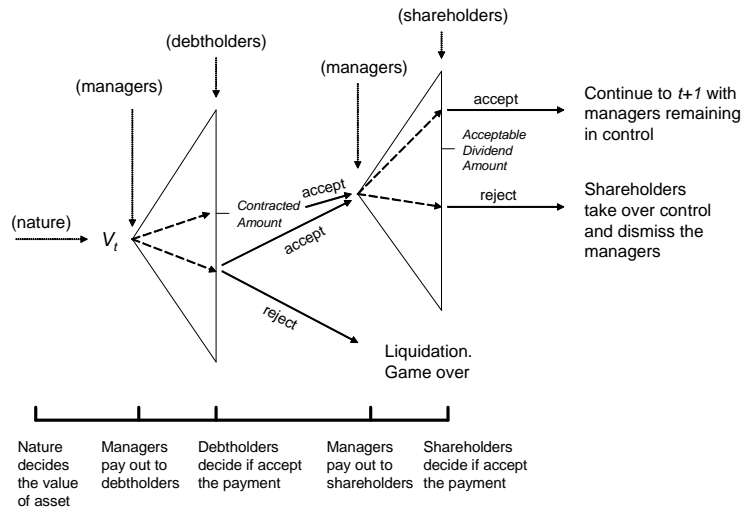 (shareholders)
(debtholders)
(managers)
(managers)
accept
Continue to t+1 with
managers remaining
in control
Acceptable
Dividend
Amount
Contracted
Amount
accept
reject
Shareholders
take over control
and dismiss the
managers
(nature)
Vt
accept
reject
Liquidation.
Game over
Nature
decides
the value
of asset
Managers
pay out to
debtholders
Debtholders
decide if accept
the payment
Managers
pay out to
shareholders
Shareholders
decide if accept
the payment